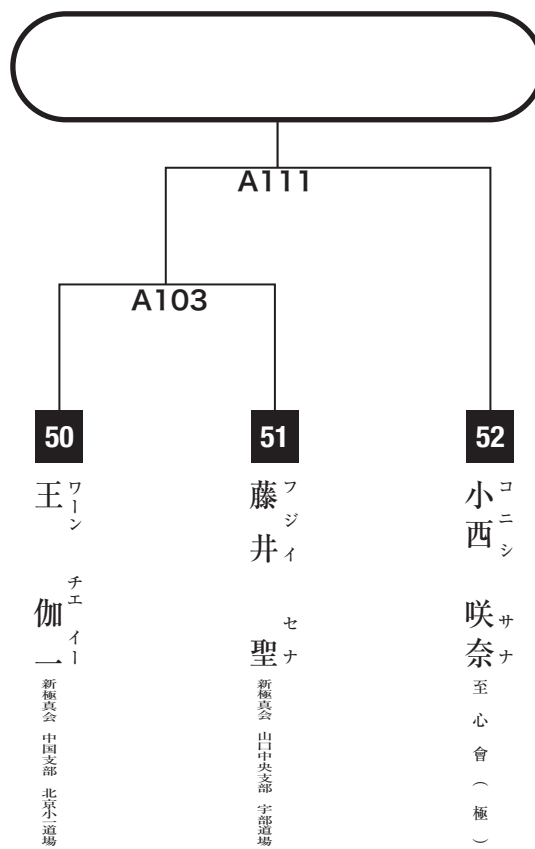 A111
A103
50
王 伽一
ワーン チエ イー
新極真会 中国支部 北京小一道場
51
藤井 聖
フジイ セナ
新極真会 山口中央支部 宇部道場
52
小西 咲奈
コニシ サナ
至心會（極）